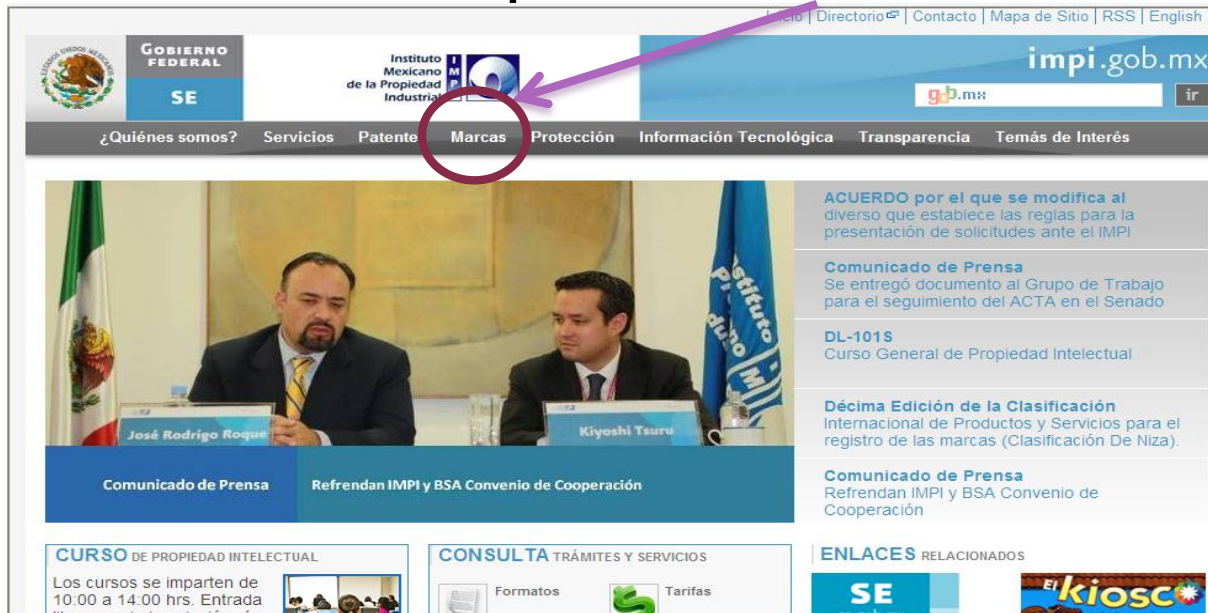 Inicio | Directorio | Contacto | Mapa de Sitio | RSS | English
ESTADOS UNIDOS MEXICANOS
GOBIERNO
FEDERAL
SE
Instituto
Mexicano
de la Propiedad
Industrial
I
M
P
I
impi.gob.mx
gob.mx
ir
¿Quiénes somos?
Servicios
Patente
Marcas
Protección
Información Tecnológica
Transparencia
Temás de Interés
José Rodrigo Roque
Kiyoshi Tsuru
Instituto
Comunicado de Prensa
Refrendan IMPI y BSA Convenio de Cooperación
ACUERDO por el que se modifica al
diverso que establece las reglas para la
presentación de solicitudes ante el IMPI
Comunicado de Prensa
Se entregó documento al Grupo de Trabajo
para el seguimiento del ACTA en el Senado
DL-101S
Curso General de Propiedad Intelectual
Décima Edición de la Clasificación
Internacional de Productos y Servicios para el
registro de las marcas (Clasificación De Niza).
Comunicado de Prensa
Refrendan IMPI y BSA Convenio de
Cooperación
CURSO DE PROPIEDAD INTELECTUAL
Los cursos se imparten de
10:00 a 14:00 hrs. Entrada
CONSULTA TRÁMITES Y SERVICIOS
Formatos
Tarifas
ENLACES RELACIONADOS
SE
El kiosco